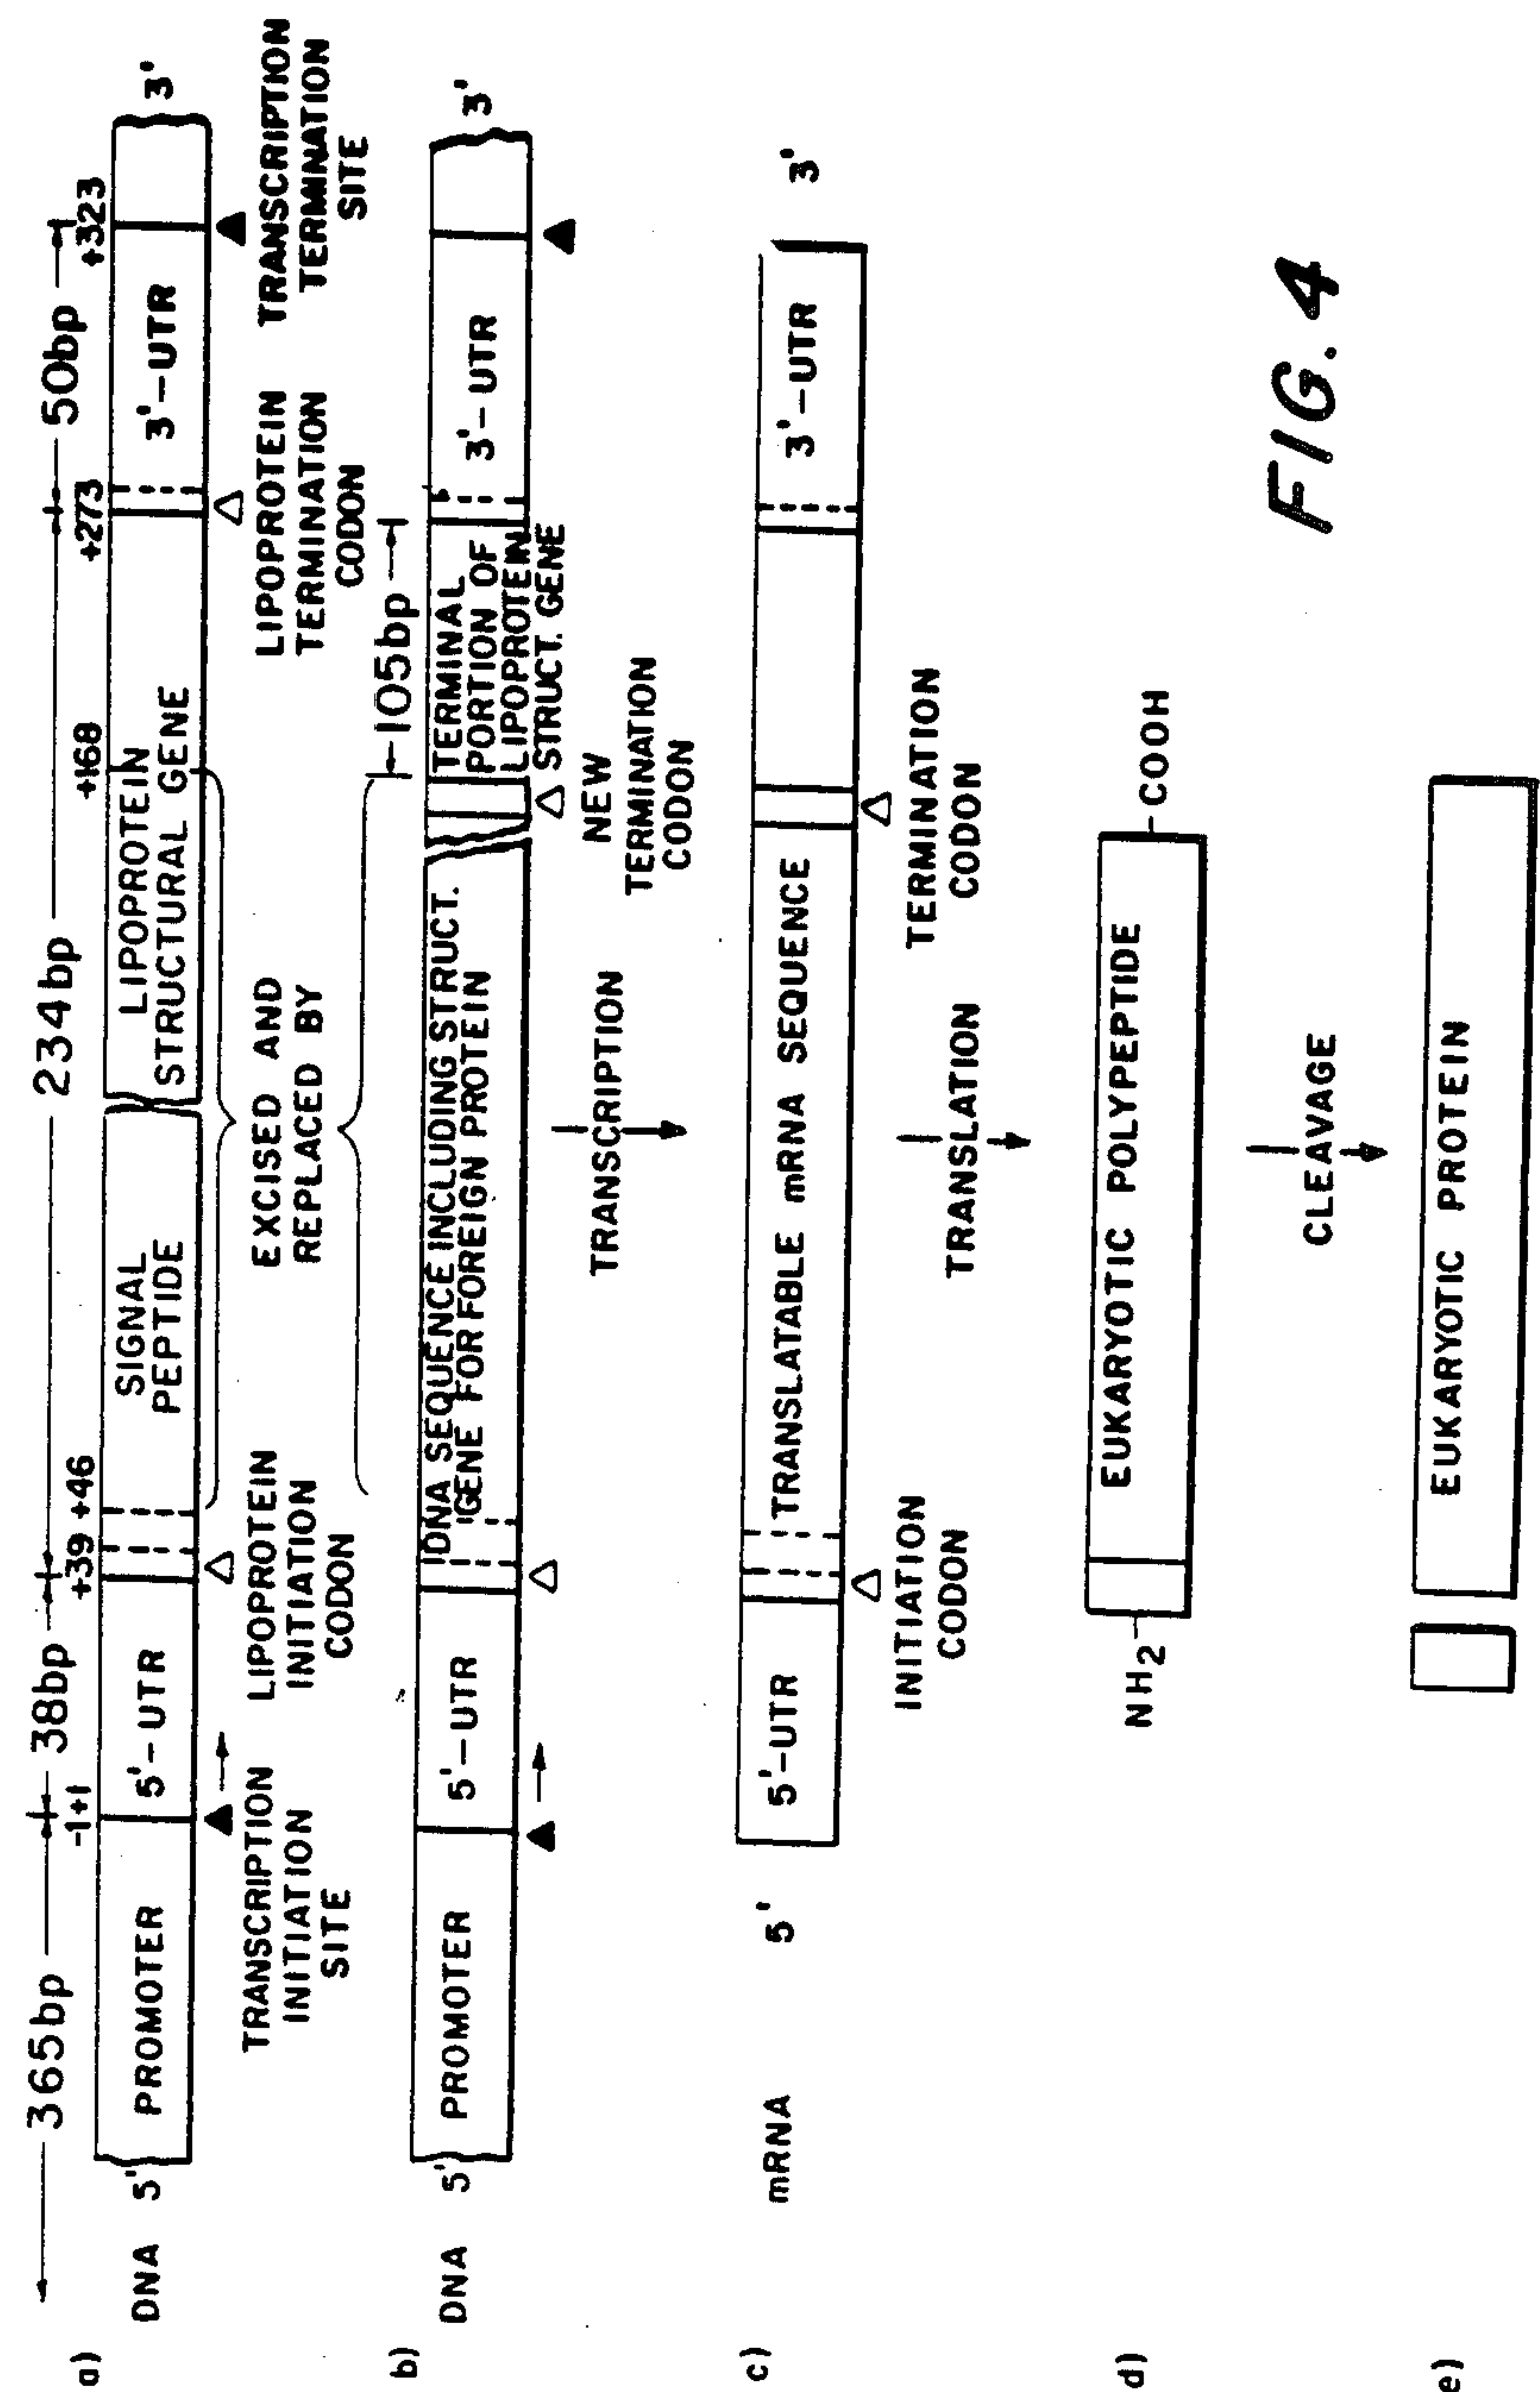 365bp 38bp 234bp 50bp
-1 +1 +39 +46 +168 +273 +323
a) DNA 5' PROMOTER 5'-UTR SIGNAL PEPTIDE LIPOPROTEIN STRUCTURAL GENE 3'-UTR 3'
TRANSCRIPTION
INITIATION
SITE
LIPOPROTEIN
INITIATION
CODON
EXCISED AND
REPLACED BY
LIPOPROTEIN
TERMINATION
CODON
TRANSCRIPTION
TERMINATION
SITE
105bp
b) DNA 5' PROMOTER 5'-UTR
DNA SEQUENCE INCLUDING STRUCT.
GENE FOR FOREIGN PROTEIN
TERMINAL
PORTION OF
LIPOPROTEIN
STRUCT. GENE
3'-UTR 3'
NEW
TERMINATION
CODON
TRANSCRIPTION
c) mRNA 5' 5'-UTR TRANSLATABLE mRNA SEQUENCE 3'-UTR 3'
INITIATION
CODON
TERMINATION
CODON
TRANSLATION
d) NH2 EUKARYOTIC POLYPEPTIDE COOH
CLEAVAGE
e) EUKARYOTIC PROTEIN
FIG. 4